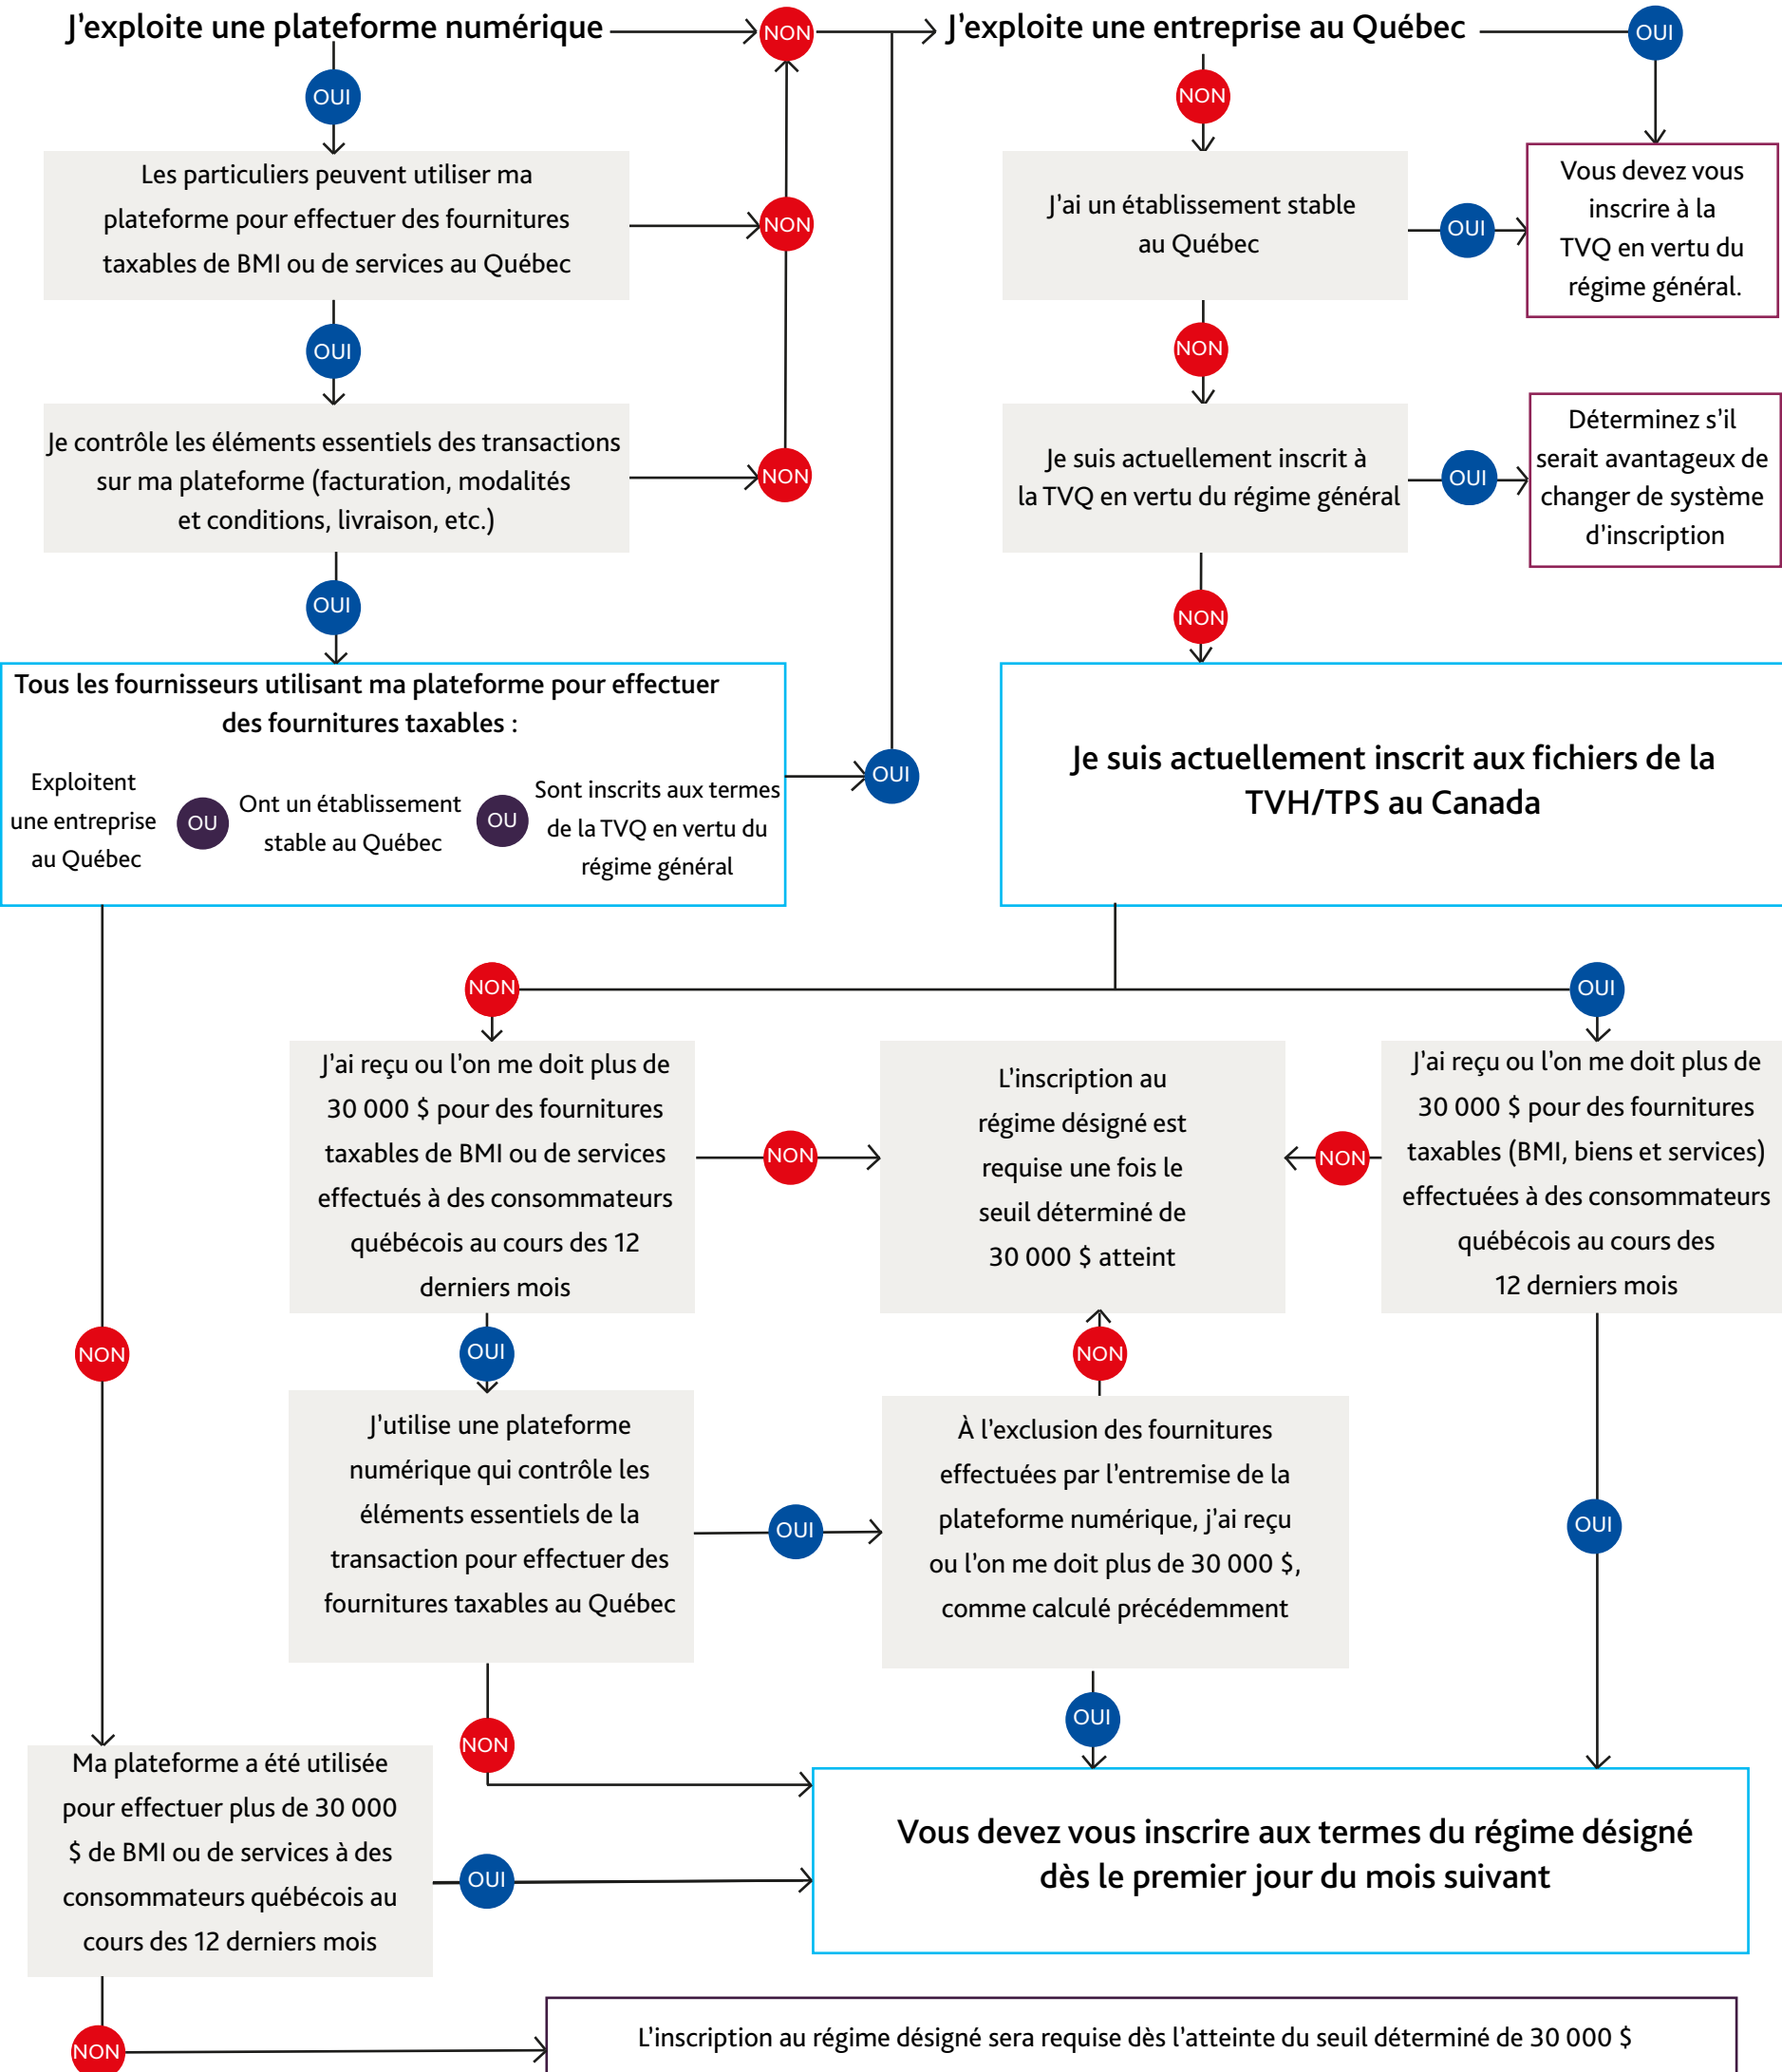 J'exploite une plateforme numérique
NON
J'exploite une entreprise au Québec
OUI
OUI
NON
Les particuliers peuvent utiliser ma
plateforme pour effectuer des fournitures
taxables de BMI ou de services au Québec
NON
J'ai un établissement stable
au Québec
OUI
Vous devez vous
inscrire à la
TVQ en vertu du
régime général.
OUI
NON
Je contrôle les éléments essentiels des transactions
sur ma plateforme (facturation, modalités
et conditions, livraison, etc.)
NON
Je suis actuellement inscrit à
la TVQ en vertu du régime général
OUI
Déterminez s'il
serait avantageux de
changer de système
d'inscription
OUI
NON
Tous les fournisseurs utilisant ma plateforme pour effectuer
des fournitures taxables :
Exploitent
une entreprise
au Québec
OU
Ont un établissement
stable au Québec
OU
Sont inscrits aux termes
de la TVQ en vertu du
régime général
OUI
Je suis actuellement inscrit aux fichiers de la
TVH/TPS au Canada
NON
OUI
J'ai reçu ou l'on me doit plus de
30 000 $ pour des fournitures
taxables de BMI ou de services
effectués à des consommateurs
québécois au cours des 12
derniers mois
NON
L'inscription au
régime désigné est
requise une fois le
seuil déterminé de
30 000 $ atteint
NON
J'ai reçu ou l'on me doit plus de
30 000 $ pour des fournitures
taxables (BMI, biens et services)
effectuées à des consommateurs
québécois au cours des
12 derniers mois
NON
OUI
NON
J'utilise une plateforme
numérique qui contrôle les
éléments essentiels de la
transaction pour effectuer des
fournitures taxables au Québec
OUI
À l'exclusion des fournitures
effectuées par l'entremise de la
plateforme numérique, j'ai reçu
ou l'on me doit plus de 30 000 $,
comme calculé précédemment
OUI
NON
OUI
Ma plateforme a été utilisée
pour effectuer plus de 30 000
$ de BMI ou de services à des
consommateurs québécois au
cours des 12 derniers mois
OUI
Vous devez vous inscrire aux termes du régime désigné
dès le premier jour du mois suivant
NON
L'inscription au régime désigné sera requise dès l'atteinte du seuil déterminé de 30 000 $